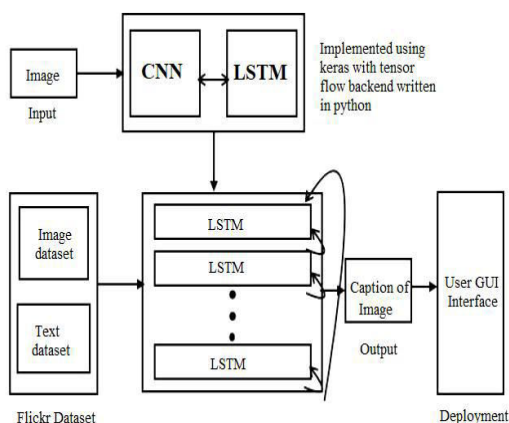 Image
Input
CNN
LSTM
Implemented using
keras with tensor
flow backend written
in python
Image
dataset
Text
dataset
Flickr Dataset
LSTM
LSTM
LSTM
Caption of
Image
Output
User GUI
Interface
Deployment